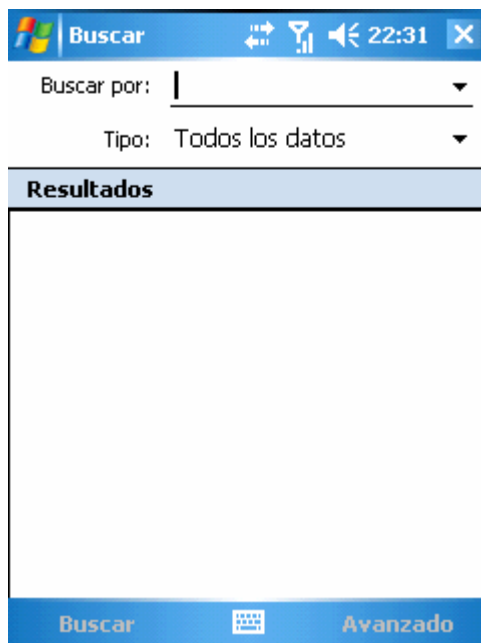 Buscar 22:31
Buscar por:
Tipo: Todos los datos
Resultados
Buscar Avanzado